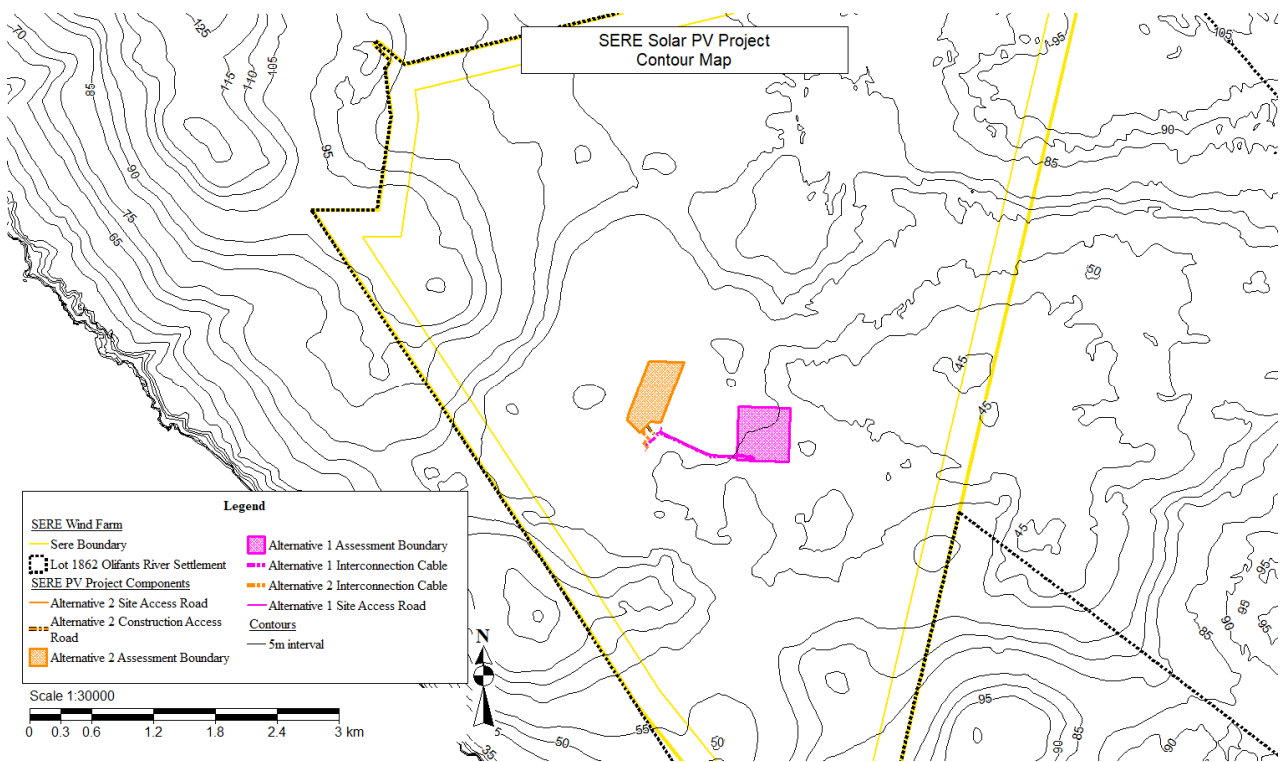 SERE Solar PV Project
Contour Map
70
125
105
115
110
105
85
95
90
75
65
95
105
90
85
50
45
45
45
95
95
90
95
85
95
85
90
90
55
50
50
5
35
Legend
SERE Wind Farm
Sere Boundary
Lot 1862 Olifants River Settlement
SERE PV Project Components
Alternative 2 Site Access Road
Alternative 2 Construction Access
Road
Alternative 2 Assessment Boundary
Alternative 1 Assessment Boundary
Alternative 1 Interconnection Cable
Alternative 2 Interconnection Cable
Alternative 1 Site Access Road
Contours
5m interval
N
Scale 1:30000
0 0.3 0.6 1.2 1.8 2.4 3 km